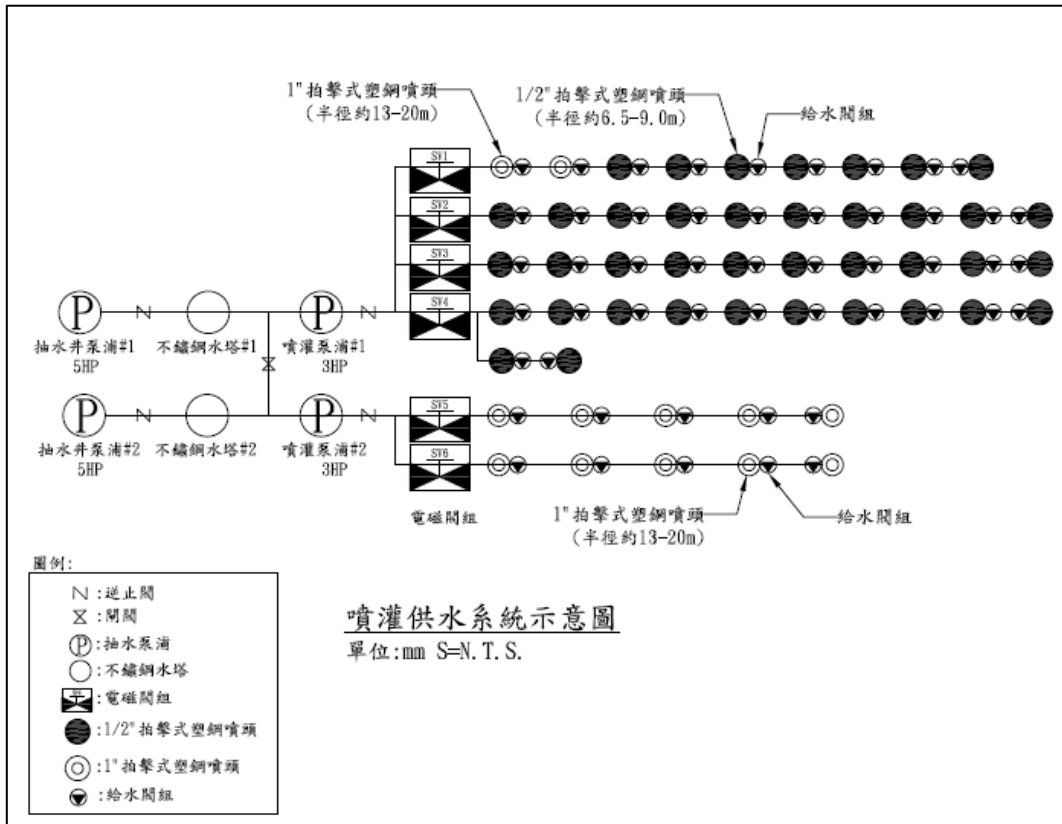 1"拍擊式塑鋼噴頭
(半徑約13-20m)
1/2"拍擊式塑鋼噴頭
(半徑約6.5-9.0m)
給水閥組
SV1
SV2
SV3
SV4
P
抽水井泵浦#1
5HP
不鏽鋼水塔#1
P
噴灌泵浦#1
3HP
P
抽水井泵浦#2
5HP
不鏽鋼水塔#2
P
噴灌泵浦#2
3HP
SV5
SV6
電磁閥組
1"拍擊式塑鋼噴頭
(半徑約13-20m)
給水閥組
圖例:
:逆止閥
:閘閥
P:抽水泵浦
:不鏽鋼水塔
:電磁閥組
:1/2"拍擊式塑鋼噴頭
:1"拍擊式塑鋼噴頭
:給水閥組
噴灌供水系統示意圖
單位:mm S=N.T.S.